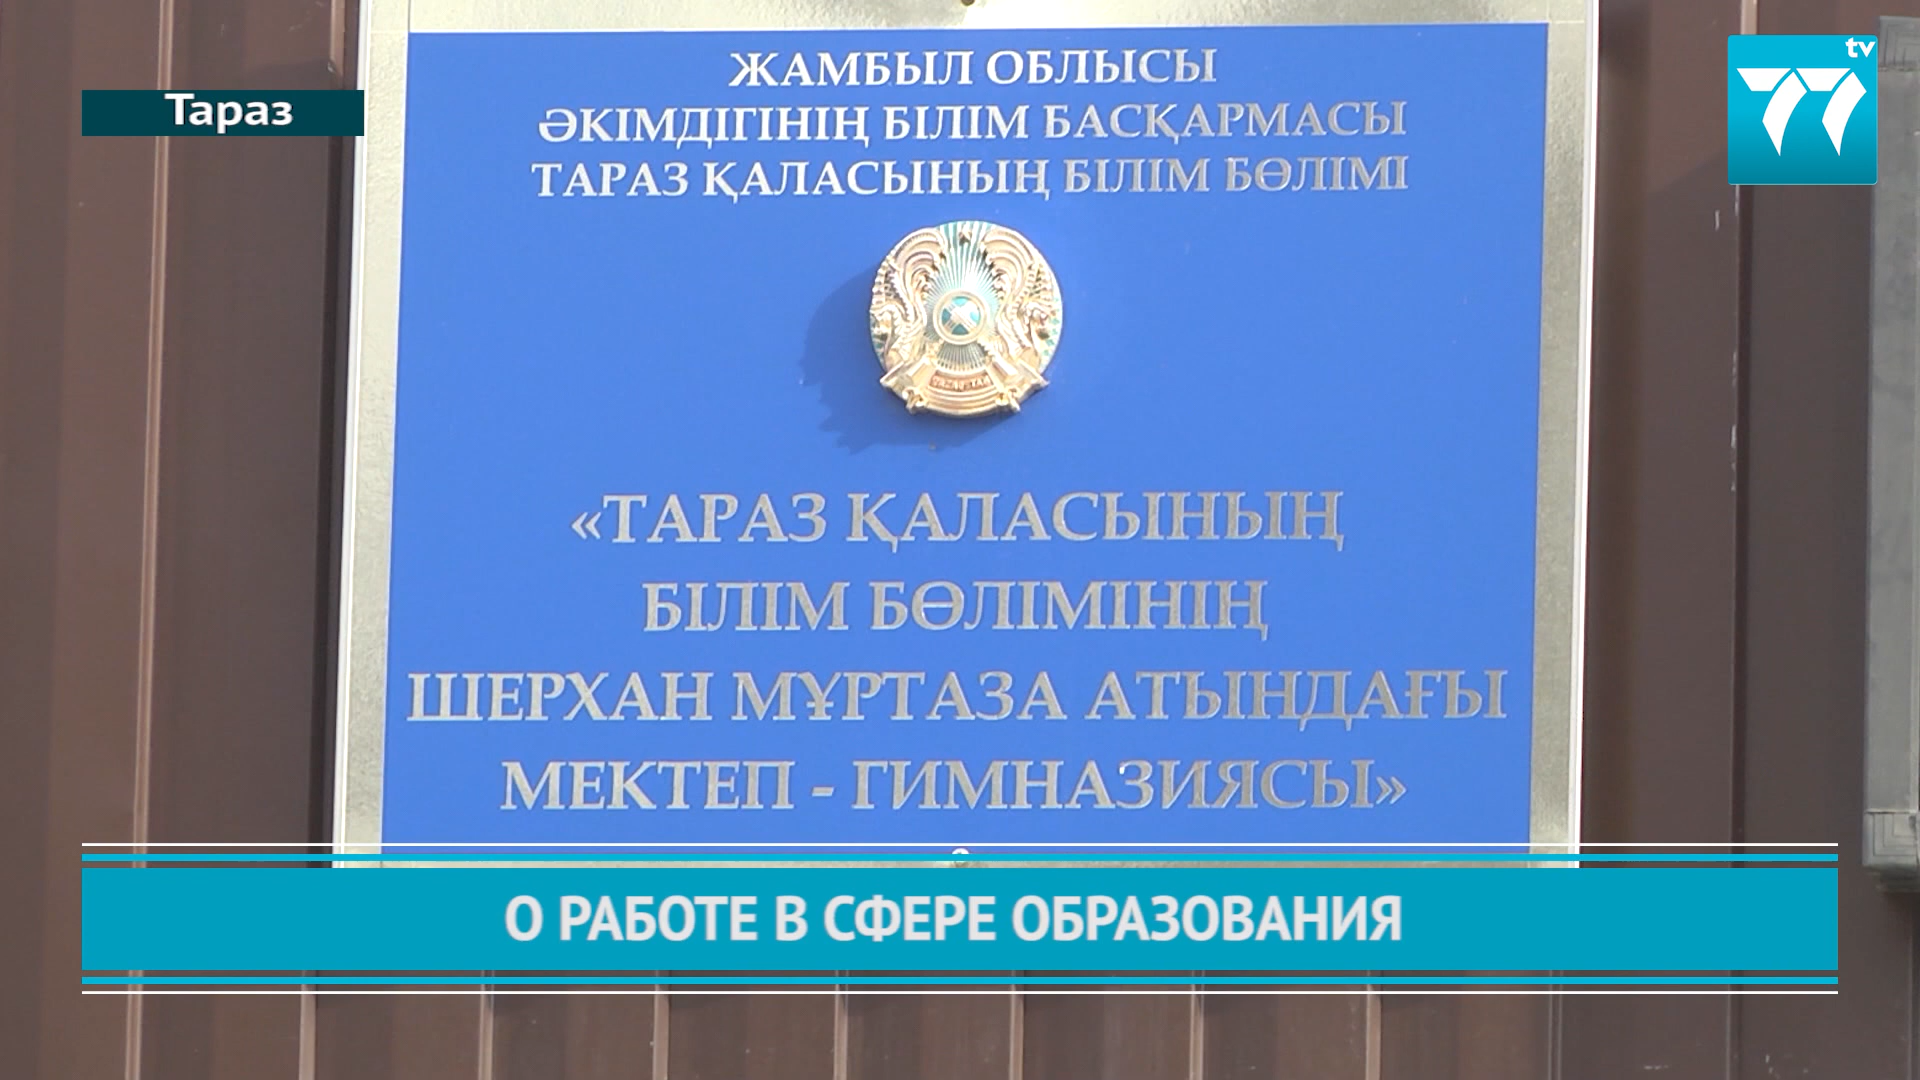 tv
77
Тараз
ЖАМБЫЛ ОБЛЫСЫ
ӘКІМДІГІНІҢ БІЛІМ БАСҚАРМАСЫ
ТАРАЗ ҚАЛАСЫНЫҢ БІЛІМ БӨЛІМІ
«ТАРАЗ ҚАЛАСЫНЫҢ
БІЛІМ БӨЛІМІНІҢ
ШЕРХАН МҰРТАЗА АТЫНДАҒЫ
МЕКТЕП - ГИМНАЗИЯСЫ»
О РАБОТЕ В СФЕРЕ ОБРАЗОВАНИЯ